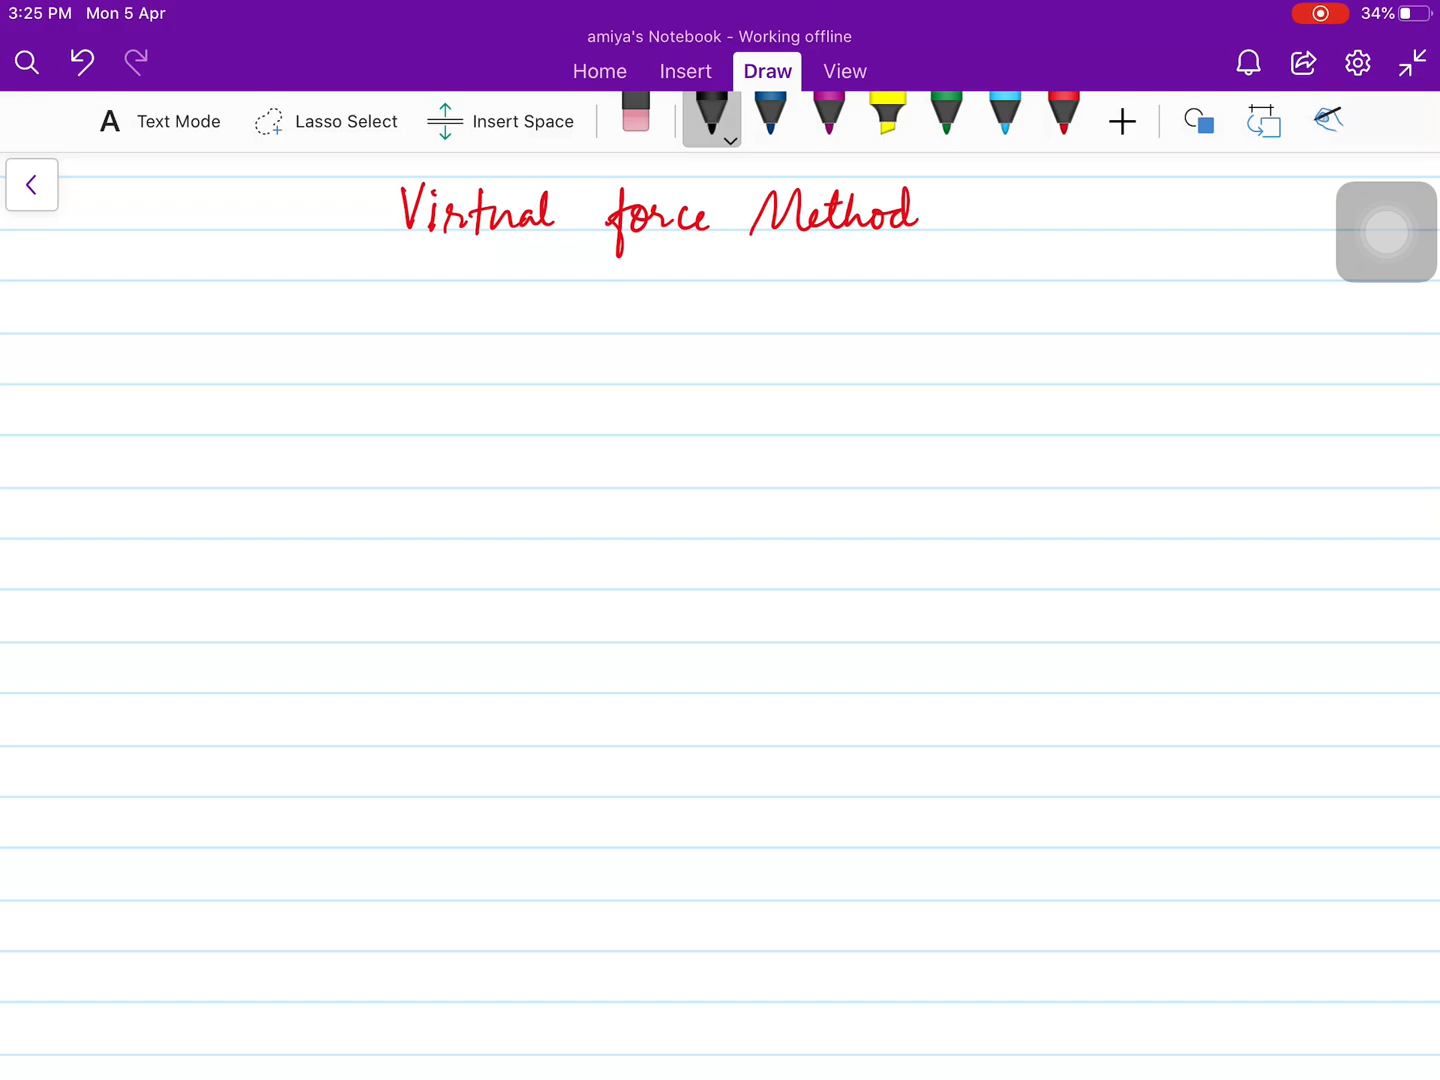 3:25 PM Mon 5 Apr
34%
amiya's Notebook - Working offline
Home Insert Draw View
A Text Mode Lasso Select Insert Space
Virtual force Method